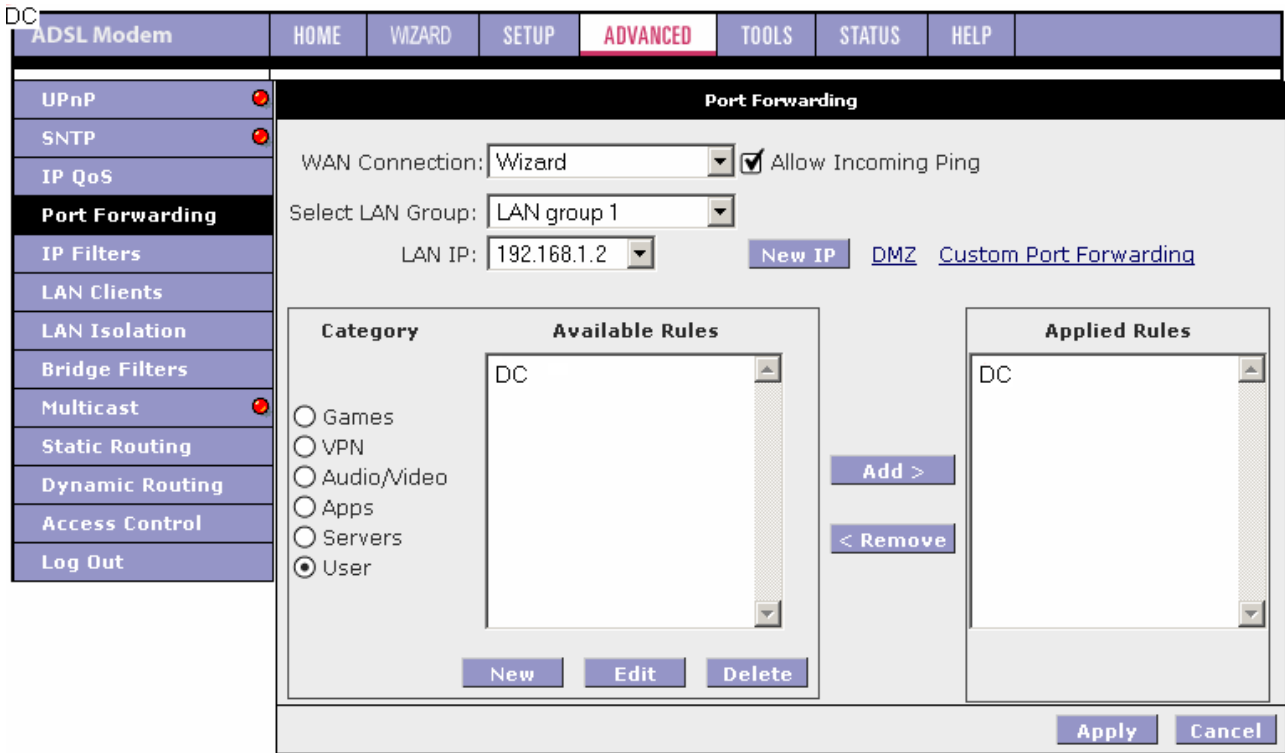 DC
ADSL Modem
HOME WIZARD SETUP ADVANCED TOOLS STATUS HELP
UPnP
SNTP
IP QoS
Port Forwarding
IP Filters
LAN Clients
LAN Isolation
Bridge Filters
Multicast
Static Routing
Dynamic Routing
Access Control
Log Out
Port Forwarding
WAN Connection: Wizard Allow Incoming Ping
Select LAN Group: LAN group 1
LAN IP: 192.168.1.2 New IP DMZ Custom Port Forwarding
Category Available Rules
Games
VPN
Audio/Video
Apps
Servers
User
DC
New Edit Delete
Add >
< Remove
Applied Rules
DC
Apply Cancel